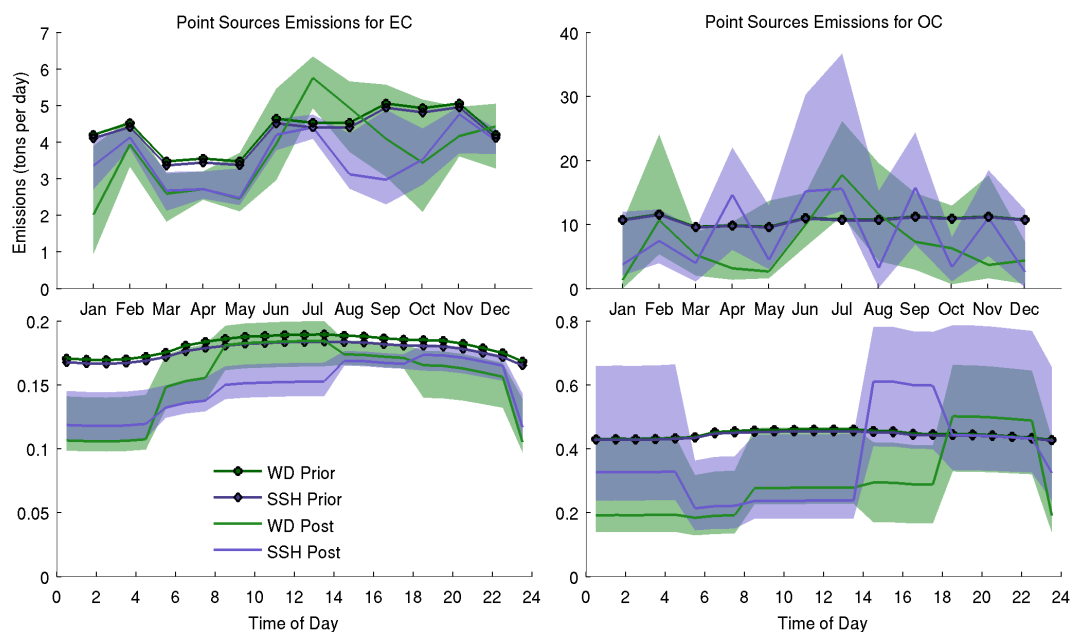 Point Sources Emissions for EC
Point Sources Emissions for OC
Emissions (tons per day)
7
6
5
4
3
2
1
0
40
30
20
10
0
Jan Feb Mar Apr May Jun Jul Aug Sep Oct Nov Dec
Jan Feb Mar Apr May Jun Jul Aug Sep Oct Nov Dec
0.2
0.15
0.1
0.05
0
0.8
0.6
0.4
0.2
0
WD Prior
SSH Prior
WD Post
SSH Post
0 2 4 6 8 10 12 14 16 18 20 22 24
0 2 4 6 8 10 12 14 16 18 20 22 24
Time of Day
Time of Day